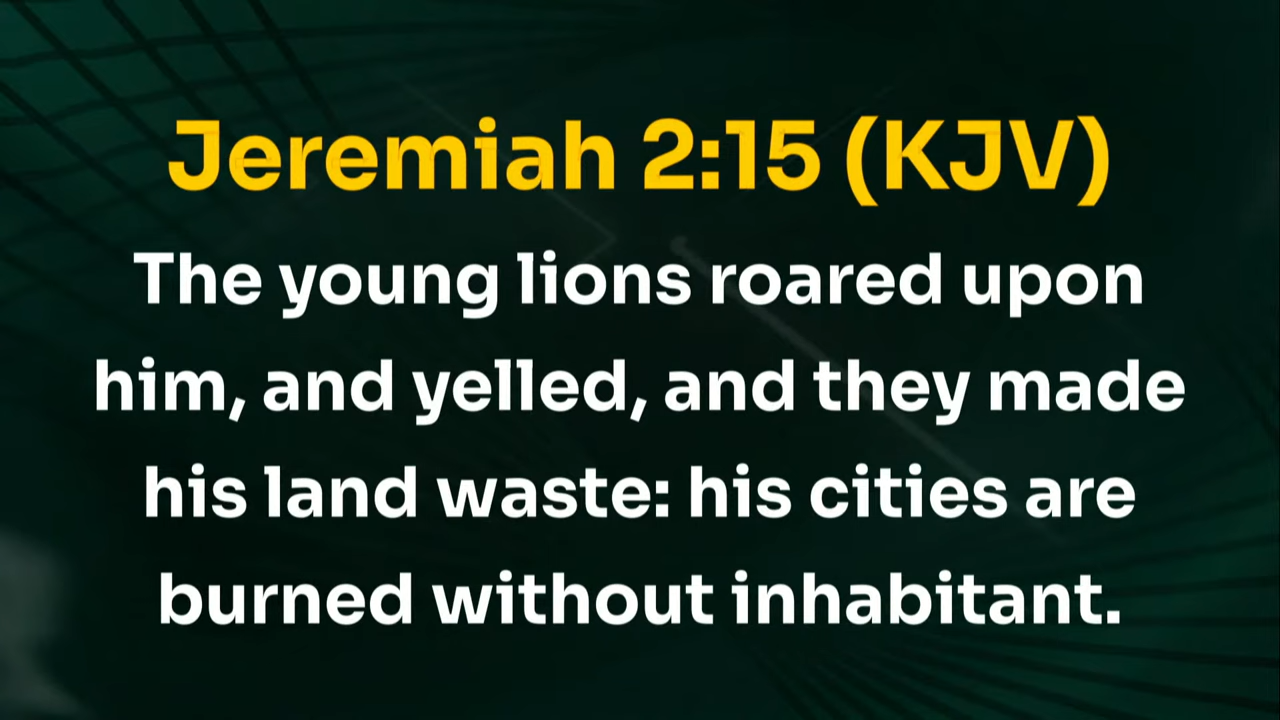 Jeremiah 2:15 (KJV)
The young lions roared upon
him, and yelled, and they made
his land waste: his cities are
burned without inhabitant.